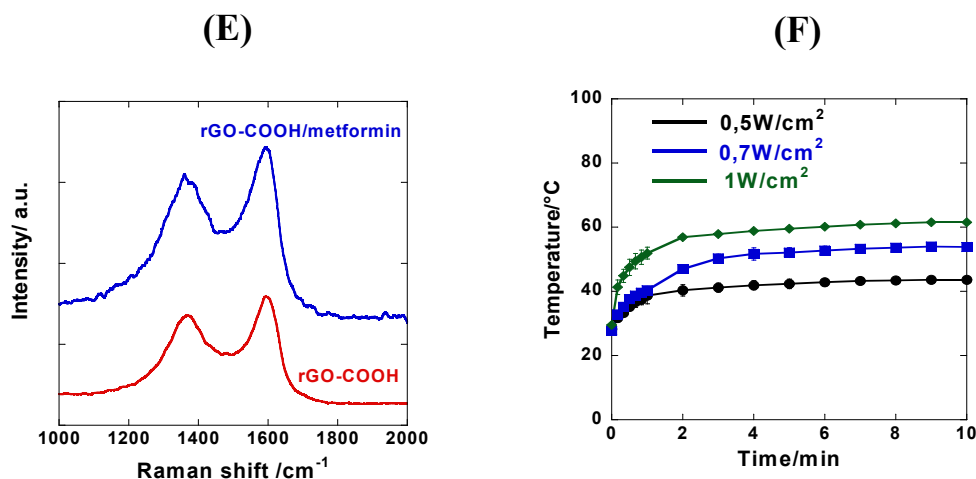 (E)
(F)
rGO-COOH/metformin
rGO-COOH
Intensity/ a.u.
1000 1200 1400 1600 1800 2000
Raman shift /cm⁻¹
0,5W/cm²
0,7W/cm²
1W/cm²
Temperature/°C
100
80
60
40
20
0
0 2 4 6 8 10
Time/min